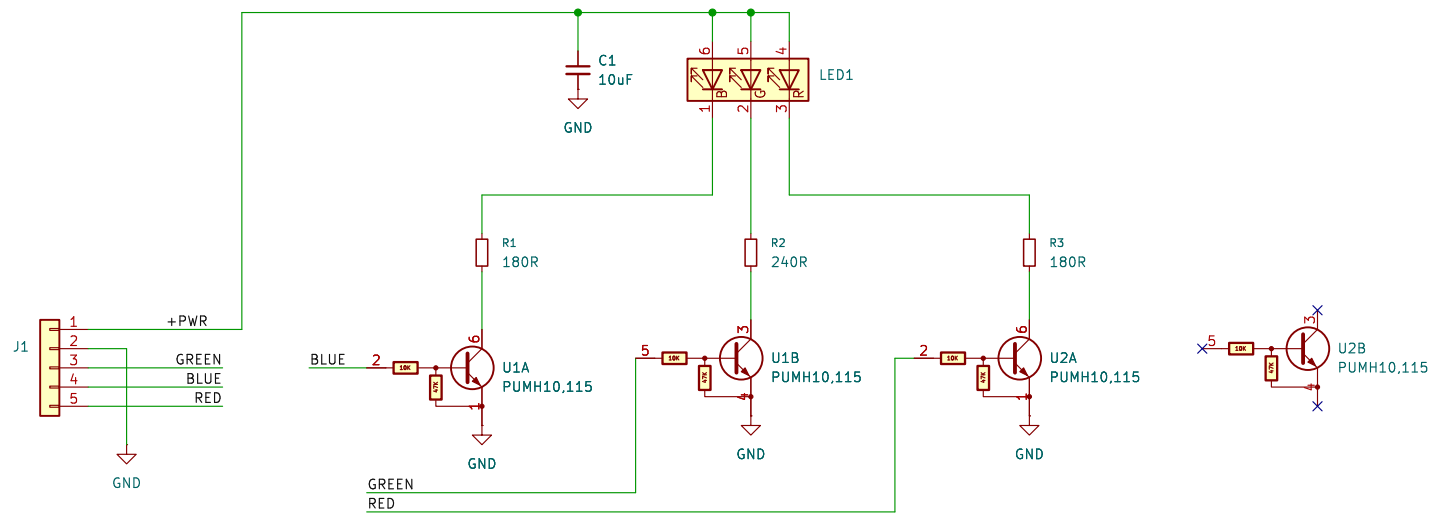 C1
10uF
GND
6
5
4
B
G
R
1
2
3
LED1
R1
180R
R2
240R
R3
180R
J1
1
2
3
4
5
+PWR
GREEN
BLUE
RED
GND
BLUE
2
10K
47K
6
1
U1A
PUMH10,115
GND
5
10K
47K
3
4
U1B
PUMH10,115
GND
2
10K
47K
6
1
U2A
PUMH10,115
GND
5
10K
47K
3
4
U2B
PUMH10,115
GREEN
RED